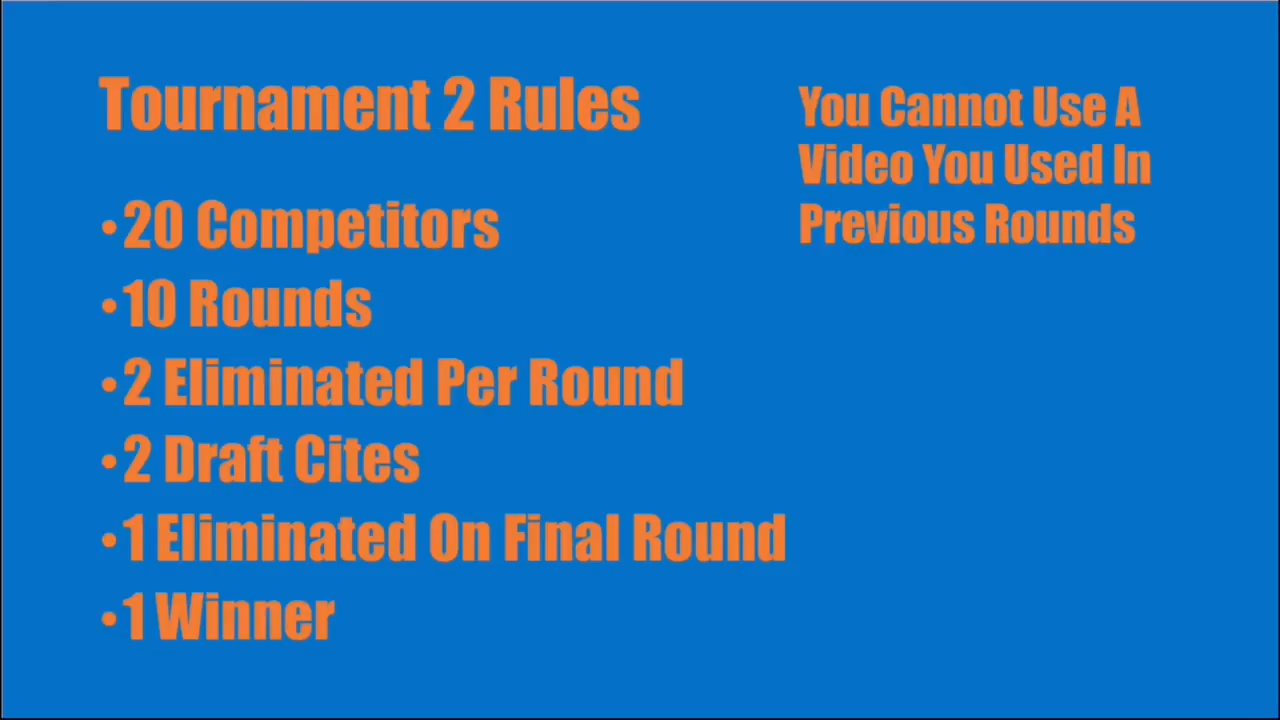 Tournament 2 Rules
•20 Competitors
•10 Rounds
•2 Eliminated Per Round
•2 Draft Cites
•1 Eliminated On Final Round
•1 Winner
You Cannot Use A
Video You Used In
Previous Rounds